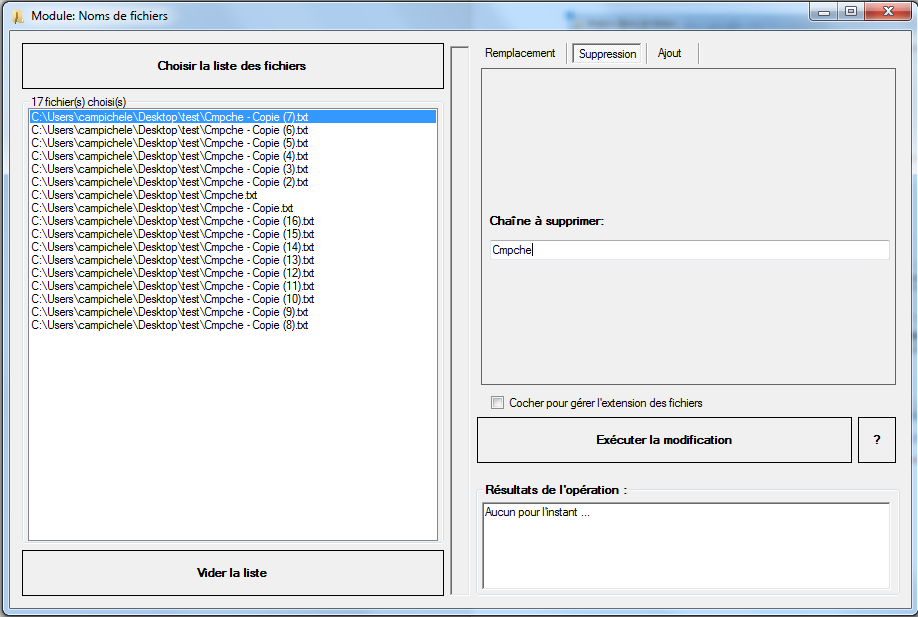 Module: Noms de fichiers
Choisir la liste des fichiers
17 fichier(s) choisi(s)
C:\Users\campichele\Desktop\test\Cmpche - Copie (7).txt
C:\Users\campichele\Desktop\test\Cmpche - Copie (6).txt
C:\Users\campichele\Desktop\test\Cmpche - Copie (5).txt
C:\Users\campichele\Desktop\test\Cmpche - Copie (4).txt
C:\Users\campichele\Desktop\test\Cmpche - Copie (3).txt
C:\Users\campichele\Desktop\test\Cmpche - Copie (2).txt
C:\Users\campichele\Desktop\test\Cmpche.txt
C:\Users\campichele\Desktop\test\Cmpche - Copie.txt
C:\Users\campichele\Desktop\test\Cmpche - Copie (16).txt
C:\Users\campichele\Desktop\test\Cmpche - Copie (15).txt
C:\Users\campichele\Desktop\test\Cmpche - Copie (14).txt
C:\Users\campichele\Desktop\test\Cmpche - Copie (13).txt
C:\Users\campichele\Desktop\test\Cmpche - Copie (12).txt
C:\Users\campichele\Desktop\test\Cmpche - Copie (11).txt
C:\Users\campichele\Desktop\test\Cmpche - Copie (10).txt
C:\Users\campichele\Desktop\test\Cmpche - Copie (9).txt
C:\Users\campichele\Desktop\test\Cmpche - Copie (8).txt
Vider la liste
Remplacement
Suppression
Ajout
Chaîne à supprimer:
Cmpche
Cocher pour gérer l'extension des fichiers
Exécuter la modification
?
Résultats de l'opération :
Aucun pour l'instant ...